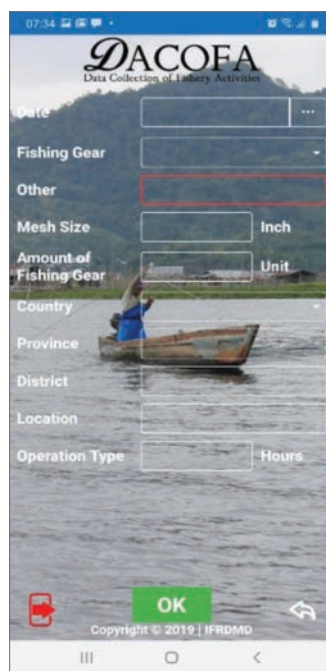 07:34
DACOFA
Data Collection of Fishery Activities
Date
...
Fishing Gear
Other
Mesh Size Inch
Amount of
Fishing Gear Unit
Country
Province
District
Location
Operation Type Hours
OK
Copyright © 2019 | IFRDMD